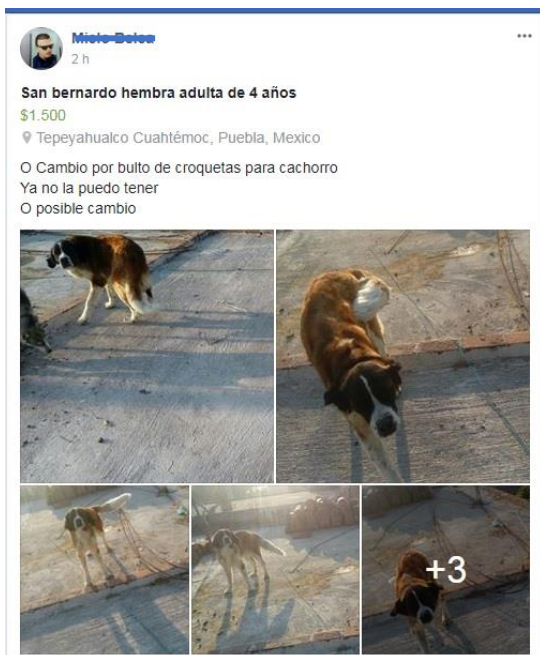 2 h
San bernardo hembra adulta de 4 años
$1.500
Tepeyahualco Cuahtémoc, Puebla, Mexico
O Cambio por bulto de croquetas para cachorro
Ya no la puedo tener
O posible cambio
+3